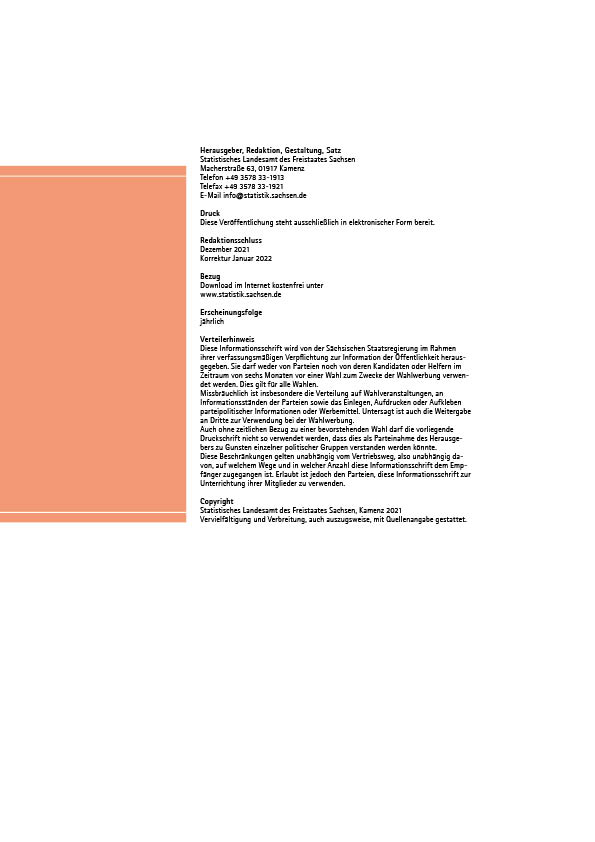 Herausgeber, Redaktion, Gestaltung, Satz
Statistisches Landesamt des Freistaates Sachsen
Macherstraße 63, 01917 Kamenz
Telefon +49 3578 33-1913
Telefax +49 3578 33-1921
E-Mail info@statistik.sachsen.de
Druck
Diese Veröffentlichung steht ausschließlich in elektronischer Form bereit.
Redaktionsschluss
Dezember 2021
Korrektur Januar 2022
Bezug
Download im Internet kostenfrei unter
www.statistik.sachsen.de
Erscheinungsfolge
jährlich
Verteilerhinweis
Diese Informationsschrift wird von der Sächsischen Staatsregierung im Rahmen
ihrer verfassungsmäßigen Verpflichtung zur Information der Öffentlichkeit heraus-
gegeben. Sie darf weder von Parteien noch von deren Kandidaten oder Helfern im
Zeitraum von sechs Monaten vor einer Wahl zum Zwecke der Wahlwerbung verwen-
det werden. Dies gilt für alle Wahlen.
Missbräuchlich ist insbesondere die Verteilung auf Wahlveranstaltungen, an
Informationsständen der Parteien sowie das Einlegen, Aufdrucken oder Aufkleben
parteipolitischer Informationen oder Werbemittel. Untersagt ist auch die Weitergabe
an Dritte zur Verwendung bei der Wahlwerbung.
Auch ohne zeitlichen Bezug zu einer bevorstehenden Wahl darf die vorliegende
Druckschrift nicht so verwendet werden, dass dies als Parteinahme des Herausge-
bers zu Gunsten einzelner politischer Gruppen verstanden werden könnte.
Diese Beschränkungen gelten unabhängig vom Vertriebsweg, also unabhängig da-
von, auf welchem Wege und in welcher Anzahl diese Informationsschrift dem Emp-
fänger zugegangen ist. Erlaubt ist jedoch den Parteien, diese Informationsschrift zur
Unterrichtung ihrer Mitglieder zu verwenden.
Copyright
Statistisches Landesamt des Freistaates Sachsen, Kamenz 2021
Vervielfältigung und Verbreitung, auch auszugsweise, mit Quellenangabe gestattet.